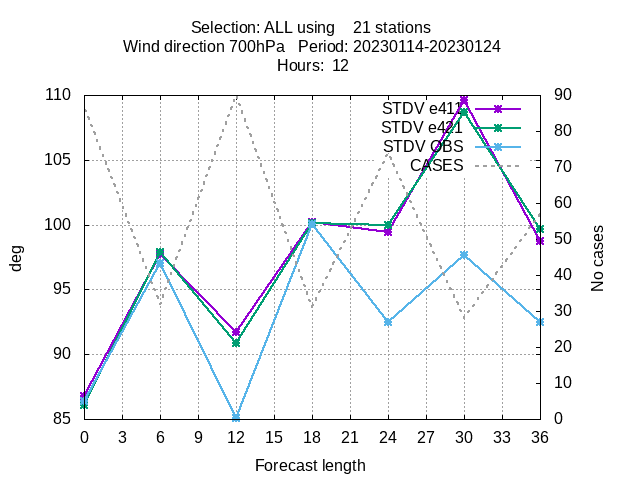 Selection: ALL using    21 stations
Wind direction 700hPa   Period: 20230114-20230124
Hours:  12
110
105
100
95
90
85
deg
90
80
70
60
50
40
30
20
10
0
No cases
STDV e411
STDV e421
STDV OBS
CASES
0 3 6 9 12 15 18 21 24 27 30 33 36
Forecast length